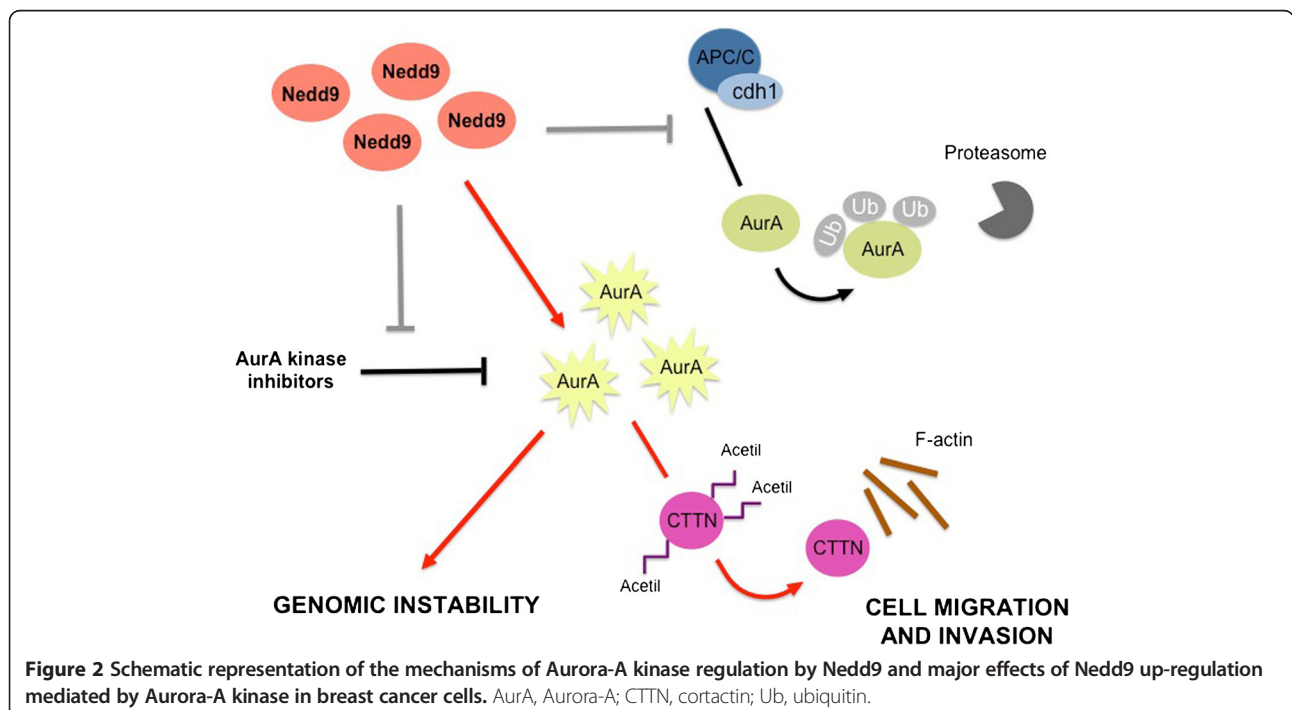 Nedd9
Nedd9
Nedd9
Nedd9
APC/C
cdh1
Proteasome
AurA
Ub
Ub
Ub
AurA
AurA
AurA
AurA
AurA kinase
inhibitors
F-actin
Acetil
Acetil
CTTN
CTTN
Acetil
GENOMIC INSTABILITY
CELL MIGRATION
AND INVASION
Figure 2 Schematic representation of the mechanisms of Aurora-A kinase regulation by Nedd9 and major effects of Nedd9 up-regulation
mediated by Aurora-A kinase in breast cancer cells. AurA, Aurora-A; CTTN, cortactin; Ub, ubiquitin.